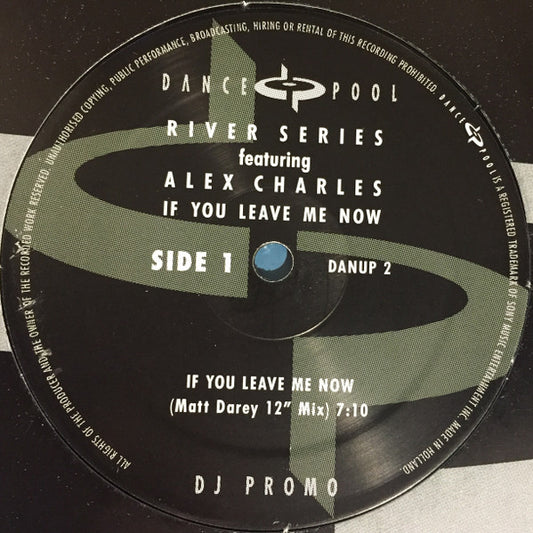 ALL RIGHTS OF THE PRODUCER AND THE OWNER OF THE RECORDED WORK RESERVED. UNAUTHORISED COPYING, PUBLIC PERFORMANCE, BROADCASTING, HIRING OR RENTAL OF THIS RECORDING PROHIBITED. DANCE POOL IS A REGISTERED TRADEMARK OF SONY MUSIC ENTERTAINMENT INC. MADE IN HOLLAND.
DANCE POOL
RIVER SERIES
featuring
ALEX CHARLES
IF YOU LEAVE ME NOW
SIDE 1 DANUP 2
IF YOU LEAVE ME NOW
(Matt Darey 12" Mix) 7:10
DJ PROMO